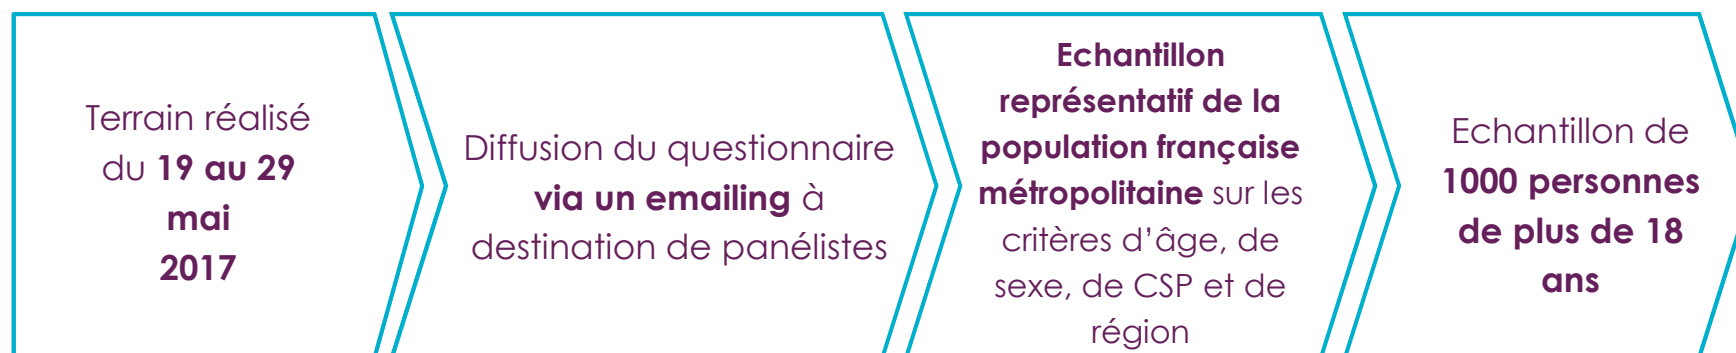 Terrain réalisé
du 19 au 29
mai
2017
Diffusion du questionnaire
via un emailing à
destination de panélistes
Echantillon
représentatif de la
population française
métropolitaine sur les
critères d’âge, de
sexe, de CSP et de
région
Echantillon de
1000 personnes
de plus de 18
ans